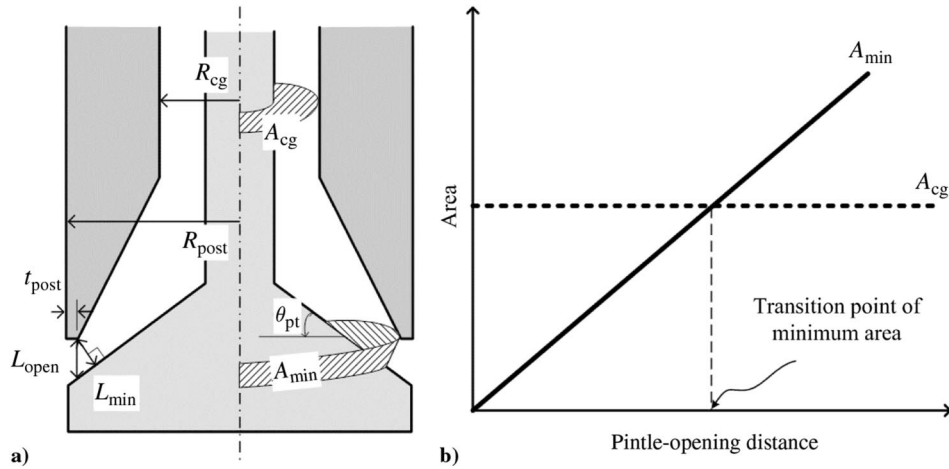 R_cg
A_cg
R_post
t_post
θ_pt
L_open
A_min
L_min
a)
Area
A_min
A_cg
Transition point of
minimum area
b)
Pintle-opening distance